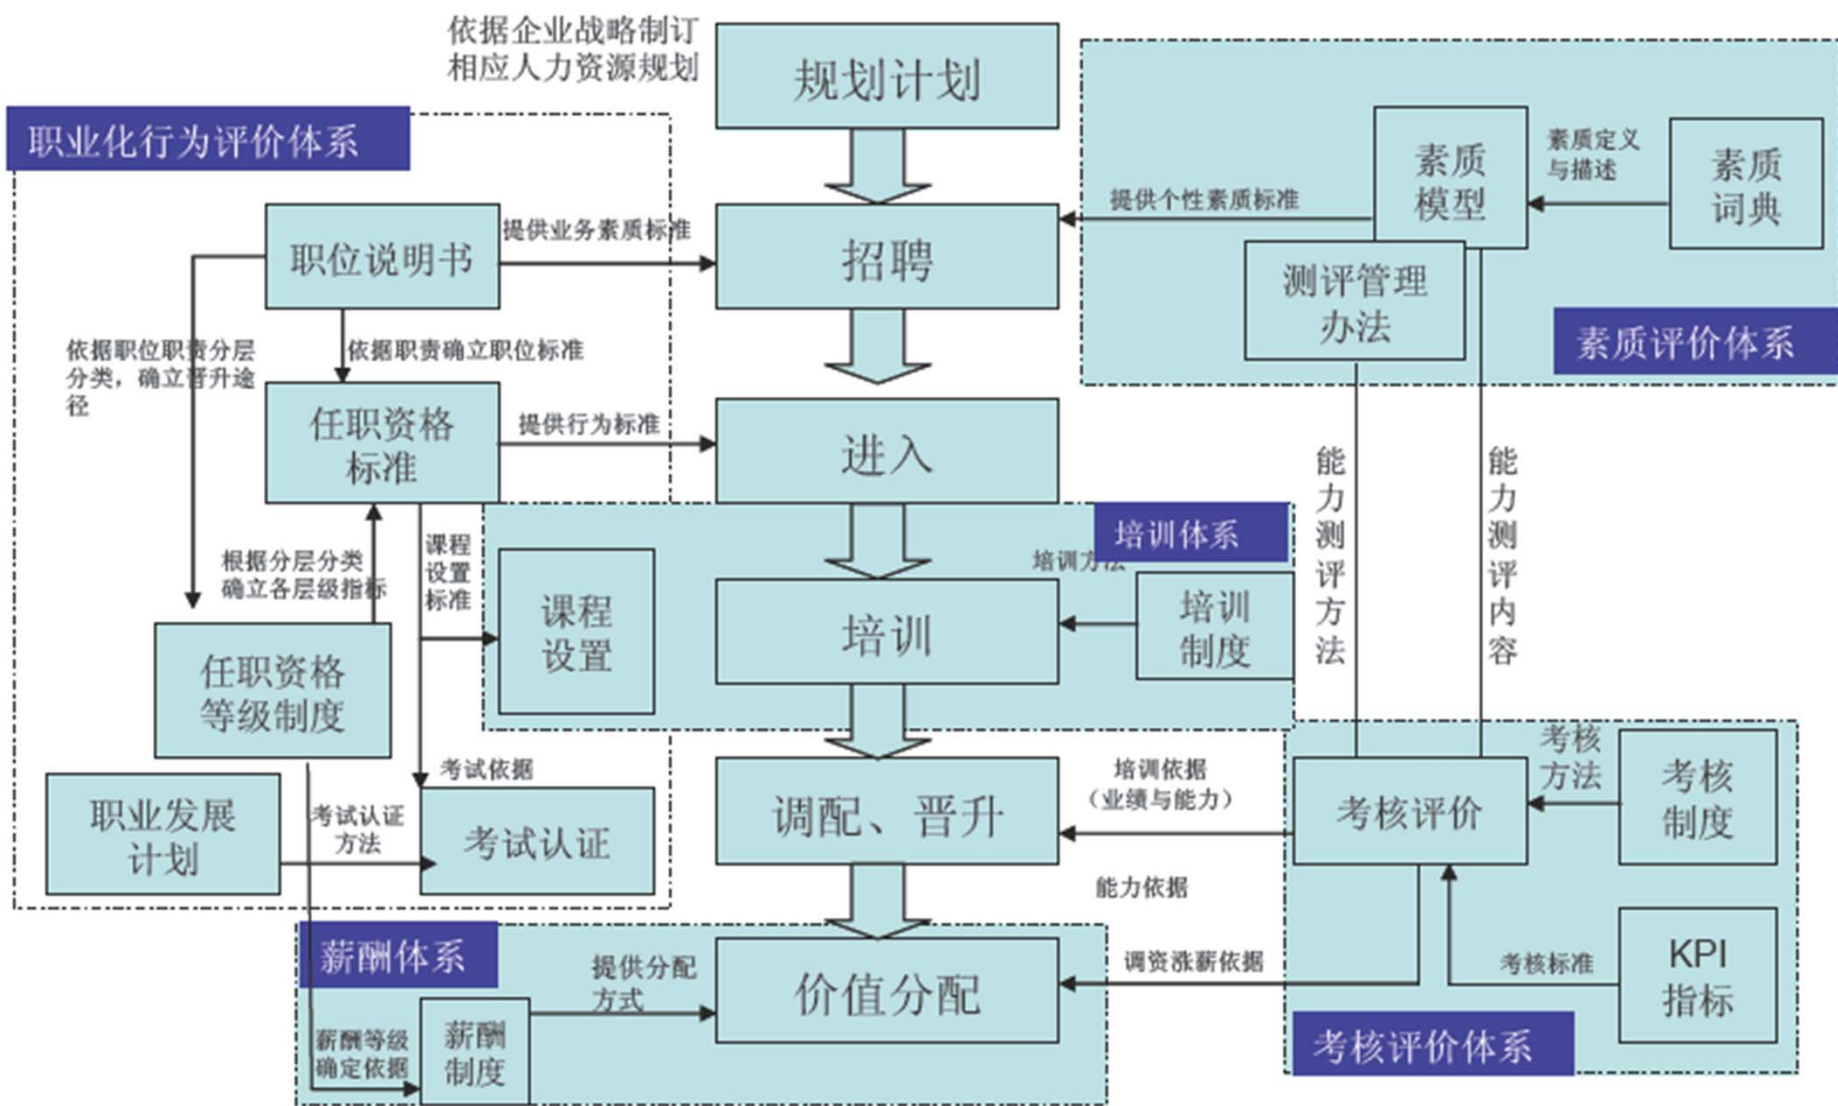 依据企业战略制订
相应人力资源规划
规划计划
职业化行为评价体系
职位说明书
提供业务素质标准
招聘
提供个性素质标准
素质
模型
素质定义
与描述
素质
词典
测评管理
办法
素质评价体系
依据职位职责分层
分类，确立晋升途
径
依据职责确立职位标准
任职资格
标准
提供行为标准
进入
能力测评方法
能力测评内容
根据分层分类
确立各层级指标
课程
设置
标准
课程
设置
培训体系
培训方法
培训
培训
制度
任职资格
等级制度
考试依据
职业发展
计划
考试认证
方法
考试认证
调配、晋升
培训依据
（业绩与能力）
能力依据
考核评价
考核
方法
考核
制度
薪酬体系
提供分配
方式
价值分配
调资涨薪依据
考核标准
KPI
指标
考核评价体系
薪酬等级
确定依据
薪酬
制度